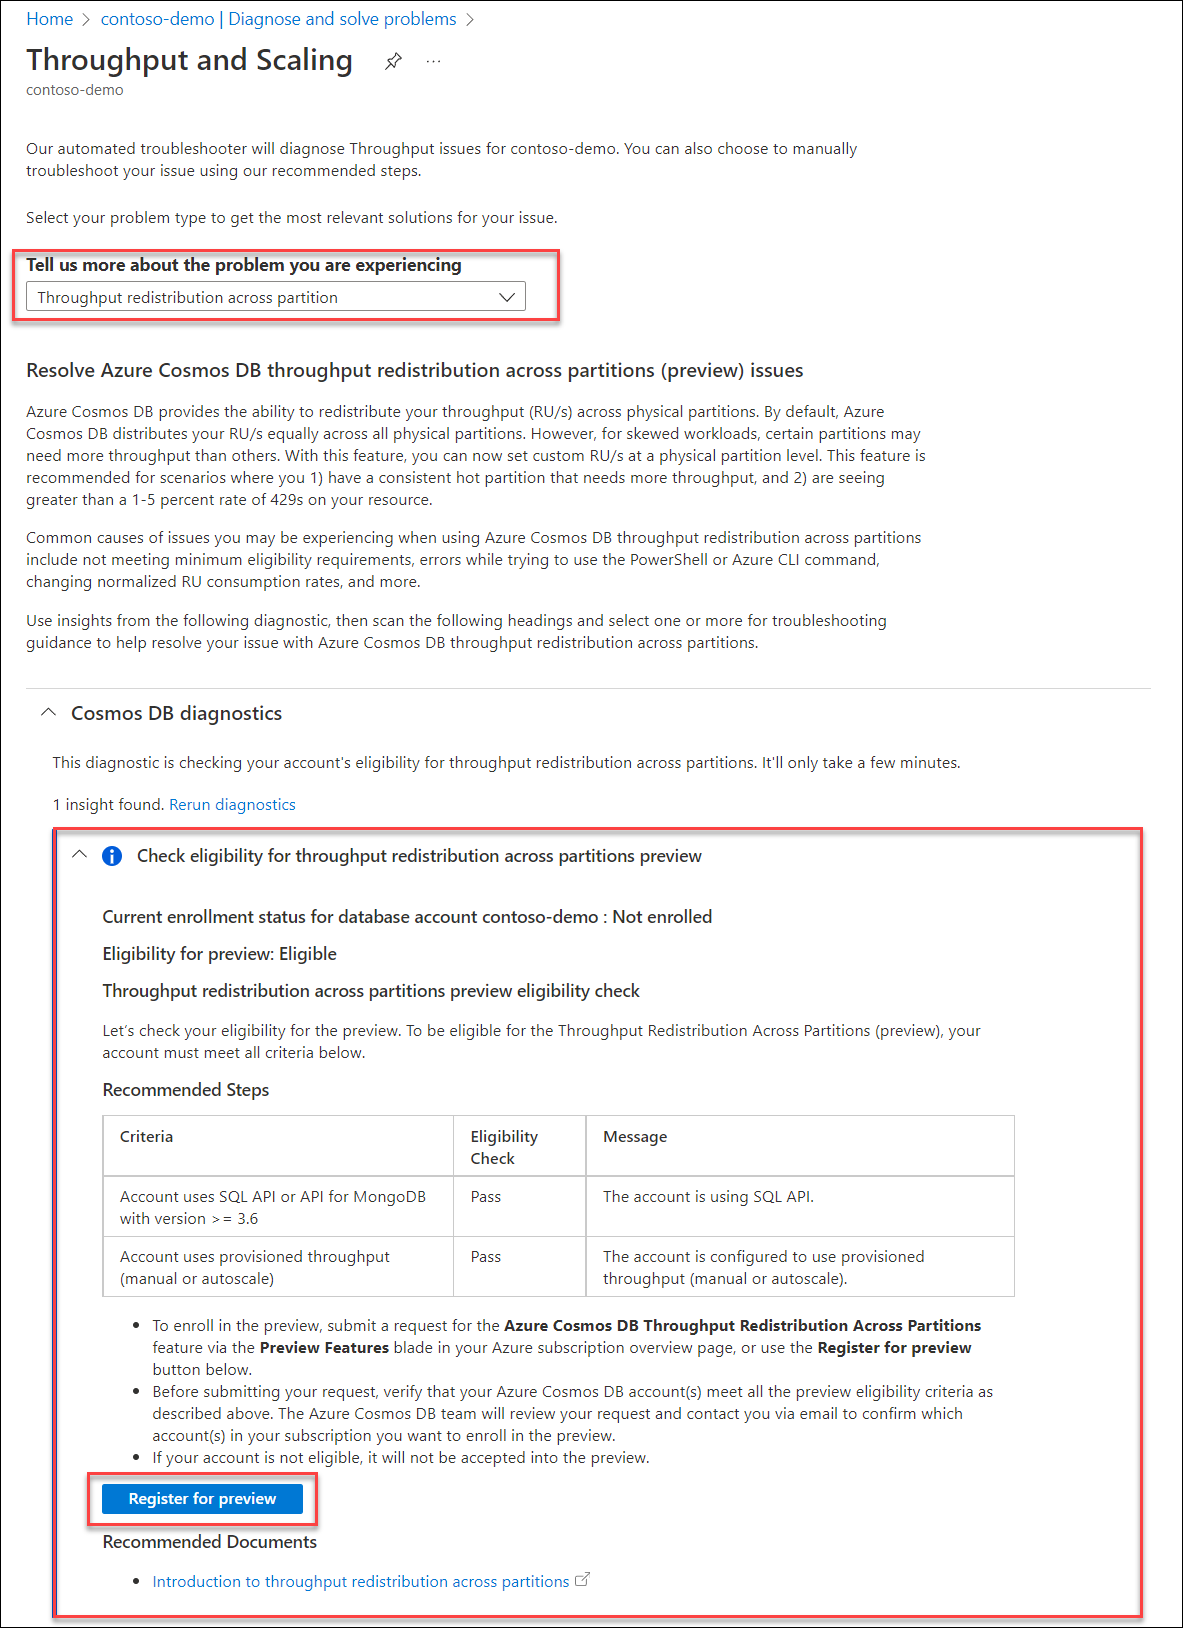 Home > contoso-demo | Diagnose and solve problems >
Throughput and Scaling
contoso-demo
Our automated troubleshooter will diagnose Throughput issues for contoso-demo. You can also choose to manually
troubleshoot your issue using our recommended steps.
Select your problem type to get the most relevant solutions for your issue.
Tell us more about the problem you are experiencing
Throughput redistribution across partition
Resolve Azure Cosmos DB throughput redistribution across partitions (preview) issues
Azure Cosmos DB provides the ability to redistribute your throughput (RU/s) across physical partitions. By default, Azure
Cosmos DB distributes your RU/s equally across all physical partitions. However, for skewed workloads, certain partitions may
need more throughput than others. With this feature, you can now set custom RU/s at a physical partition level. This feature is
recommended for scenarios where you 1) have a consistent hot partition that needs more throughput, and 2) are seeing
greater than a 1-5 percent rate of 429s on your resource.
Common causes of issues you may be experiencing when using Azure Cosmos DB throughput redistribution across partitions
include not meeting minimum eligibility requirements, errors while trying to use the PowerShell or Azure CLI command,
changing normalized RU consumption rates, and more.
Use insights from the following diagnostic, then scan the following headings and select one or more for troubleshooting
guidance to help resolve your issue with Azure Cosmos DB throughput redistribution across partitions.
Cosmos DB diagnostics
This diagnostic is checking your account's eligibility for throughput redistribution across partitions. It'll only take a few minutes.
1 insight found. Rerun diagnostics
Check eligibility for throughput redistribution across partitions preview
Current enrollment status for database account contoso-demo : Not enrolled
Eligibility for preview: Eligible
Throughput redistribution across partitions preview eligibility check
Let's check your eligibility for the preview. To be eligible for the Throughput Redistribution Across Partitions (preview), your
account must meet all criteria below.
Recommended Steps
Criteria
Eligibility
Check
Message
Account uses SQL API or API for MongoDB
with version >= 3.6
Pass
The account is using SQL API.
Account uses provisioned throughput
(manual or autoscale)
Pass
The account is configured to use provisioned
throughput (manual or autoscale).
• To enroll in the preview, submit a request for the Azure Cosmos DB Throughput Redistribution Across Partitions
feature via the Preview Features blade in your Azure subscription overview page, or use the Register for preview
button below.
• Before submitting your request, verify that your Azure Cosmos DB account(s) meet all the preview eligibility criteria as
described above. The Azure Cosmos DB team will review your request and contact you via email to confirm which
account(s) in your subscription you want to enroll in the preview.
• If your account is not eligible, it will not be accepted into the preview.
Register for preview
Recommended Documents
• Introduction to throughput redistribution across partitions